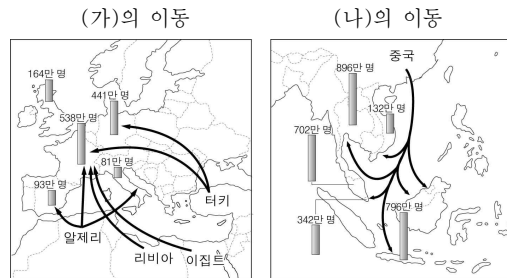 (가)의 이동
164만 명
441만 명
538만 명
81만 명
93만 명
터키
알제리
리비아
이집트
(나)의 이동
중국
896만 명
132만 명
702만 명
342만 명
796만 명